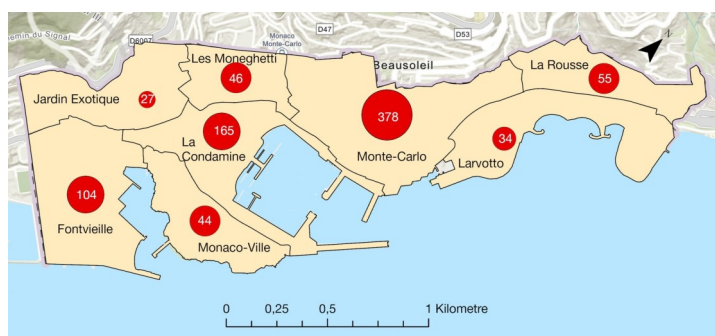 Chemin du Signal
D6007
Monaco
Monte-Carlo
D47
D53
N
Les Moneghetti
46
Beausoleil
La Rousse
55
Jardin Exotique
27
165
La
Condamine
378
Monte-Carlo
34
Larvotto
104
Fontvieille
44
Monaco-Ville
0 0,25 0,5 1 Kilometre